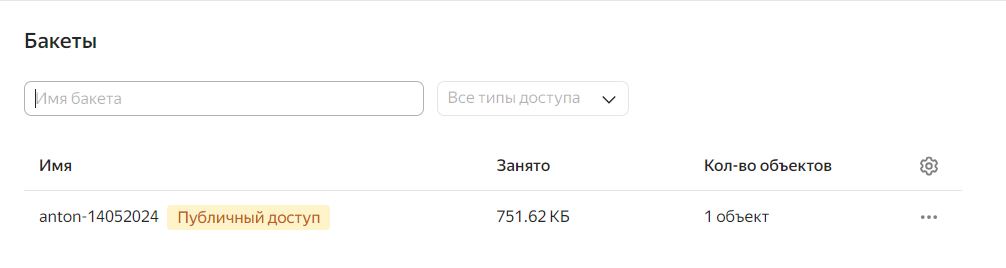 Бакеты
Имя бакета
Все типы доступа
Имя Занято Кол-во объектов
anton-14052024 Публичный доступ 751.62 КБ 1 объект